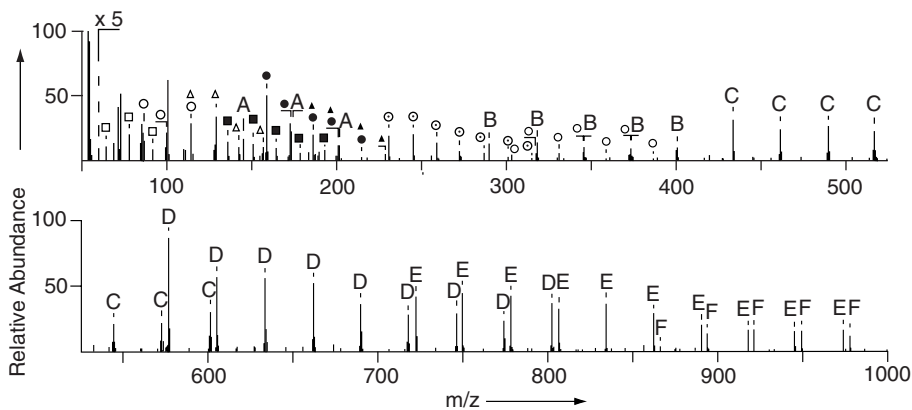 100
x 5
50
A A A B B B B C C C C
100 200 300 400 500
Relative Abundance
100
50
C C D C D D D D D E D E D E D E E E F E F E F E F E F
600 700 800 900 1000
m/z